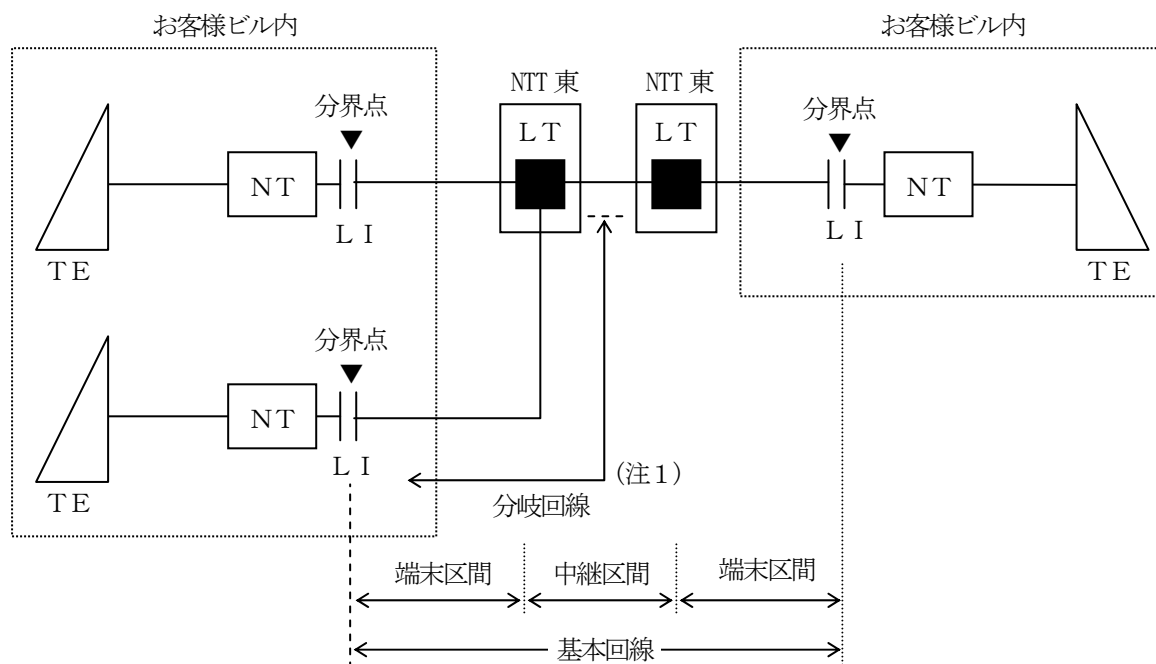 お客様ビル内
お客様ビル内
NTT 東
NTT 東
分界点
ＬＴ
ＬＴ
分界点
ＮＴ
ＮＴ
ＬＩ
ＬＩ
ＴＥ
ＴＥ
分界点
ＮＴ
ＬＩ
ＴＥ
(注１)
分岐回線
端末区間
中継区間
端末区間
基本回線